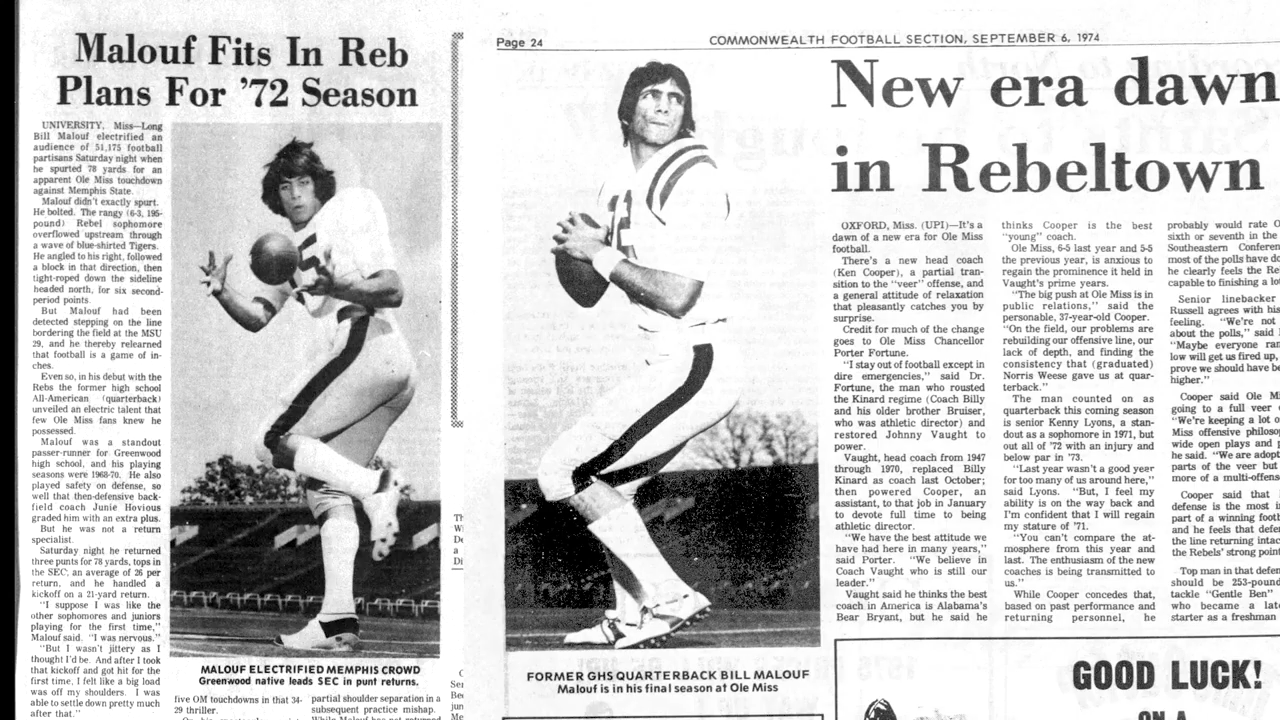 Malouf Fits In Reb
Plans For '72 Season
UNIVERSITY, Miss—Long
Bill Malouf electrified an
audience of 51,175 football
partisans Saturday night when
he spurted 78 yards for an
apparent Ole Miss touchdown
against Memphis State.
Malouf didn't exactly spurt.
He bolted. The rangy (6-3, 195-
pound) Rebel sophomore
overflowed upstream through
a wave of blue-shirted Tigers.
He angled to his right, followed
a block in that direction, then
tight-roped down the sideline
headed north, for six second-
period points.
But Malouf had been
detected stepping on the line
bordering the field at the MSU
29, and he thereby relearned
that football is a game of in-
ches.
Even so, in his debut with the
Rebs the former high school
All-American (quarterback)
unveiled an electric talent that
few Ole Miss fans knew he
possessed.
Malouf was a standout
passer-runner for Greenwood
high school, and his playing
seasons were 1968-70. He also
played safety on defense, so
well that then-defensive back-
field coach Junie Hovious
graded him with an extra plus.
But he was not a return
specialist.
Saturday night he returned
three punts for 78 yards, tops in
the SEC, an average of 26 per
return, and he handled a
kickoff on a 21-yard return.
"I suppose I was like the
other sophomores and juniors
playing for the first time,"
Malouf said. "I was nervous."
"But I wasn't jittery as I
thought I'd be. And after I took
that kickoff and got hit for the
first time, I felt like a big load
was off my shoulders. I was
able to settle down pretty much
after that."
MALOUF ELECTRIFIED MEMPHIS CROWD
Greenwood native leads SEC in punt returns.
five OM touchdowns in that 34-
29 thriller.
partial shoulder separation in a
subsequent practice mishap.
While Malouf has not returned
Page 24
COMMONWEALTH FOOTBALL SECTION, SEPTEMBER 6, 1974
FORMER GHS QUARTERBACK BILL MALOUF
Malouf is in his final season at Ole Miss
New era dawn
in Rebeltown
OXFORD, Miss. (UPI)—It's a
dawn of a new era for Ole Miss
football.
There's a new head coach
(Ken Cooper), a partial tran-
sition to the "veer" offense, and
a general attitude of relaxation
that pleasantly catches you by
surprise.
Credit for much of the change
goes to Ole Miss Chancellor
Porter Fortune.
"I stay out of football except in
dire emergencies," said Dr.
Fortune, the man who rousted
the Kinard regime (Coach Billy
and his older brother Bruiser,
who was athletic director) and
restored Johnny Vaught to
power.
Vaught, head coach from 1947
through 1970, replaced Billy
Kinard as coach last October;
then powered Cooper, an
assistant, to that job in January
to devote full time to being
athletic director.
"We have the best attitude we
have had here in many years,"
said Porter. "We believe in
Coach Vaught who is still our
leader."
Vaught said he thinks the best
coach in America is Alabama's
Bear Bryant, but he said he
thinks Cooper is the best
"young" coach.
Ole Miss, 6-5 last year and 5-5
the previous year, is anxious to
regain the prominence it held in
Vaught's prime years.
"The big push at Ole Miss is in
public relations," said the
personable, 37-year-old Cooper.
"On the field, our problems are
rebuilding our offensive line, our
lack of depth, and finding the
consistency that (graduated)
Norris Weese gave us at quar-
terback."
The man counted on as
quarterback this coming season
is senior Kenny Lyons, a stan-
dout as a sophomore in 1971, but
out all of '72 with an injury and
below par in '73.
"Last year wasn't a good year
for too many of us around here,"
said Lyons. "But, I feel my
ability is on the way back and
I'm confident that I will regain
my stature of '71.
"You can't compare the at-
mosphere from this year and
last. The enthusiasm of the new
coaches is being transmitted to
us."
While Cooper concedes that,
based on past performance and
returning personnel, he
probably would rate O
sixth or seventh in the
Southeastern Conferen
most of the polls have do
he clearly feels the Re
capable to finishing a lo
Senior linebacker
Russell agrees with his
feeling. "We're not
about the polls," said
"Maybe everyone ran
low will get us fired up,
prove we should have be
higher."
Cooper said Ole Mi
going to a full veer
"We're keeping a lot o
Miss offensive philoso
wide open plays and p
he said. "We are adopt
parts of the veer but
more of a multi-offens
Cooper said that
defense is the most i
part of a winning foot
and he feels that defe
the line returning intac
the Rebels' strong point
Top man in that defen
should be 253-pound
tackle "Gentle Ben"
who became a lat
starter as a freshman
GOOD LUCK!
ON A